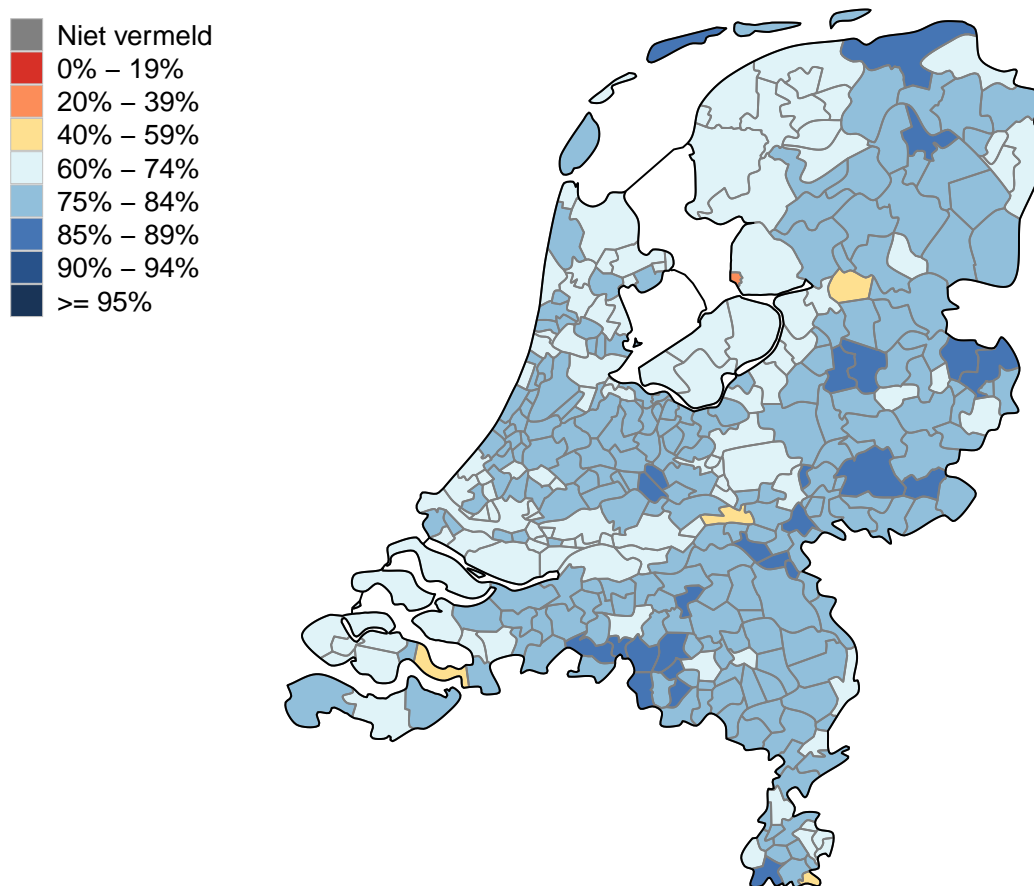 Niet vermeld
0% – 19%
20% – 39%
40% – 59%
60% – 74%
75% – 84%
85% – 89%
90% – 94%
>= 95%